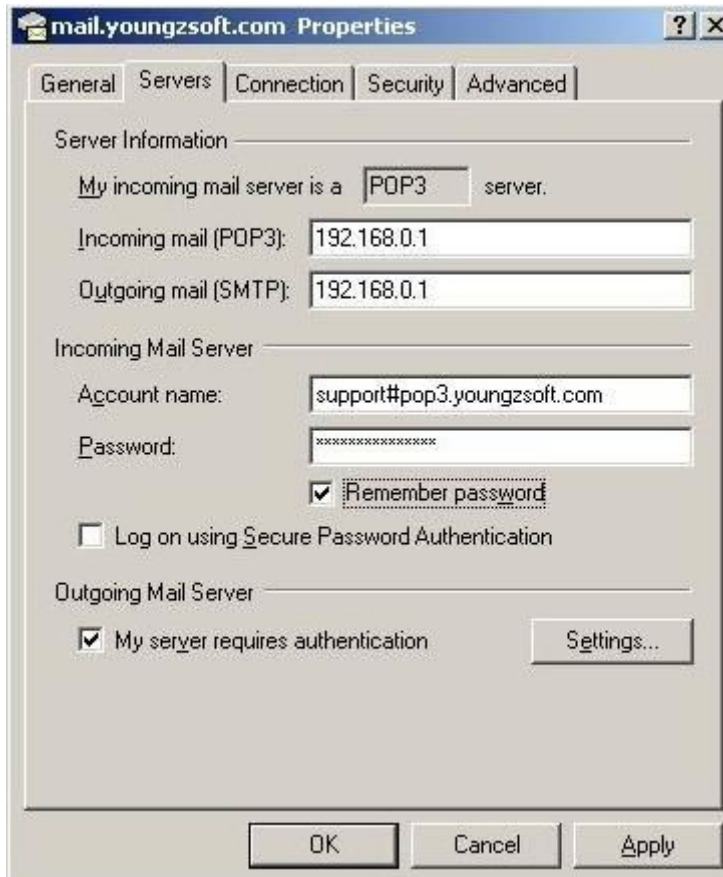 mail.youngzsoft.com Properties
General Servers Connection Security Advanced
Server Information
My incoming mail server is a POP3 server.
Incoming mail (POP3): 192.168.0.1
Outgoing mail (SMTP): 192.168.0.1
Incoming Mail Server
Account name: support#pop3.youngzsoft.com
Password: ***************
Remember password
Log on using Secure Password Authentication
Outgoing Mail Server
My server requires authentication Settings...
OK Cancel Apply